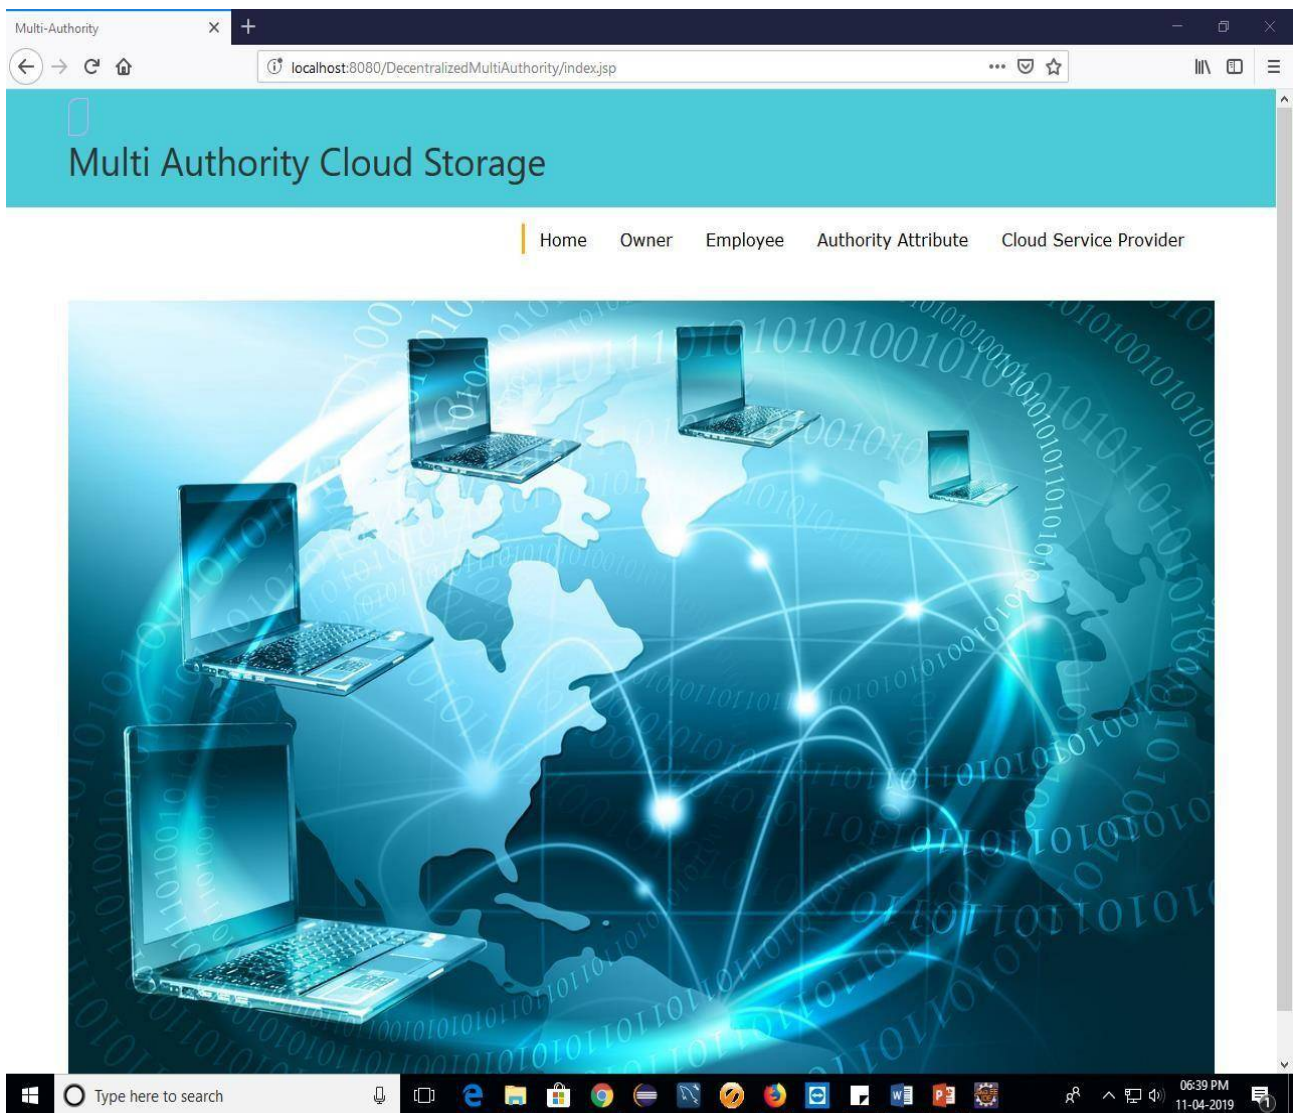 Multi-Authority
localhost:8080/DecentralizedMultiAuthority/index.jsp
Multi Authority Cloud Storage
Home Owner Employee Authority Attribute Cloud Service Provider
Type here to search
06:39 PM
11-04-2019